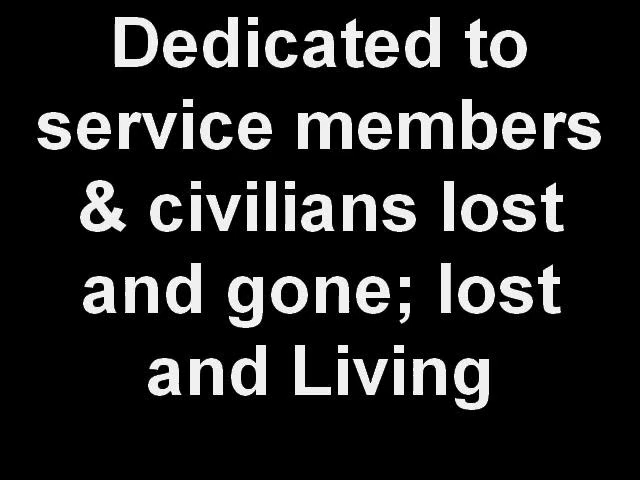 Dedicated to
service members
& civilians lost
and gone; lost
and Living